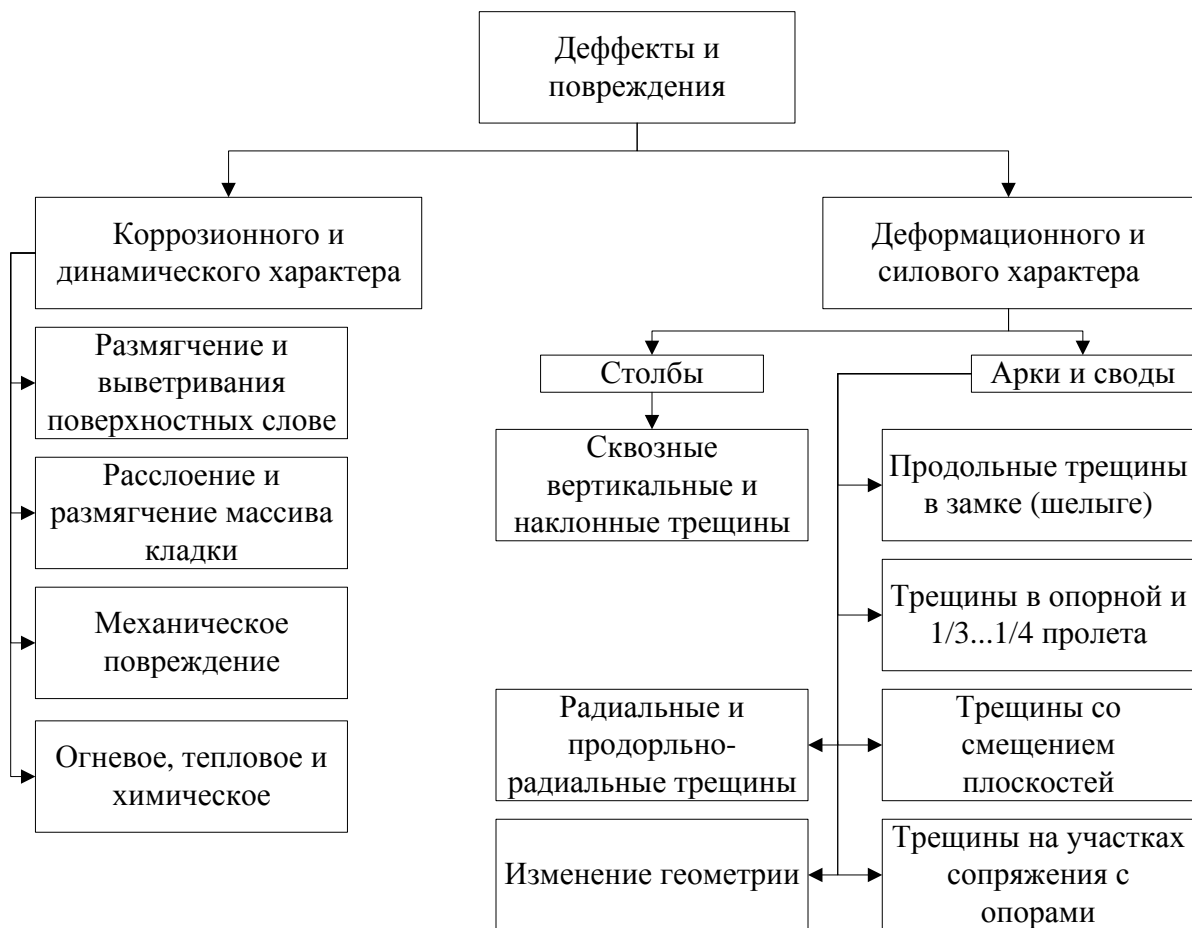 Деффекты и
повреждения
Коррозионного и
динамического характера
Деформационного и
силового характера
Размягчение и
выветривания
поверхностных слове
Расслоение и
размягчение массива
кладки
Механическое
повреждение
Огневое, тепловое и
химическое
Столбы
Арки и своды
Сквозные
вертикальные и
наклонные трещины
Продольные трещины
в замке (шелыге)
Трещины в опорной и
1/3...1/4 пролета
Радиальные и
продорльно-
радиальные трещины
Трещины со
смещением
плоскостей
Изменение геометрии
Трещины на участках
сопряжения с
опорами